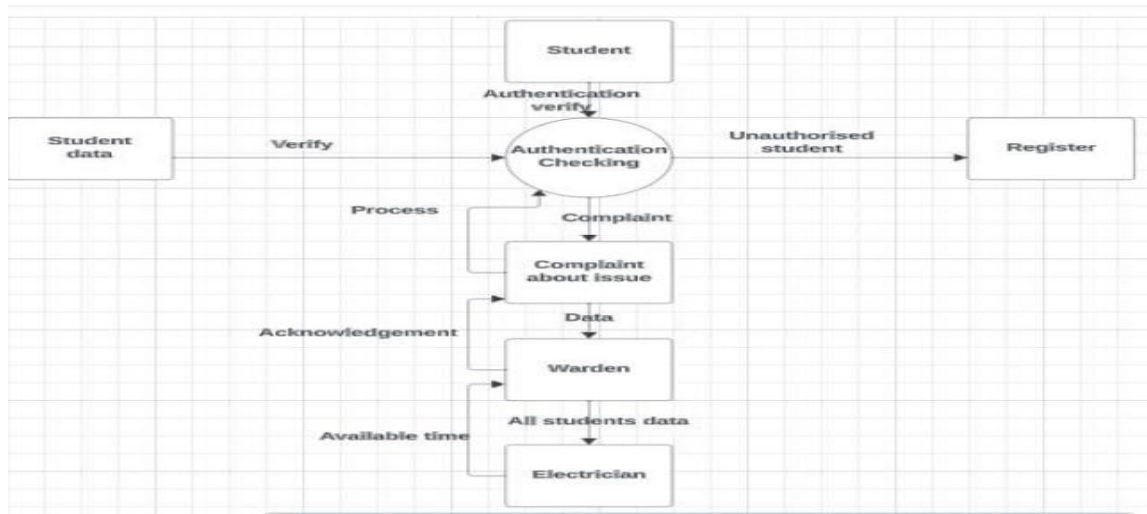 Student
Authentication
verify
Student
data
Verify
Authentication
Checking
Unauthorised
student
Register
Process
Complaint
Complaint
about issue
Data
Acknowledgement
Warden
All students data
Available time
Electrician